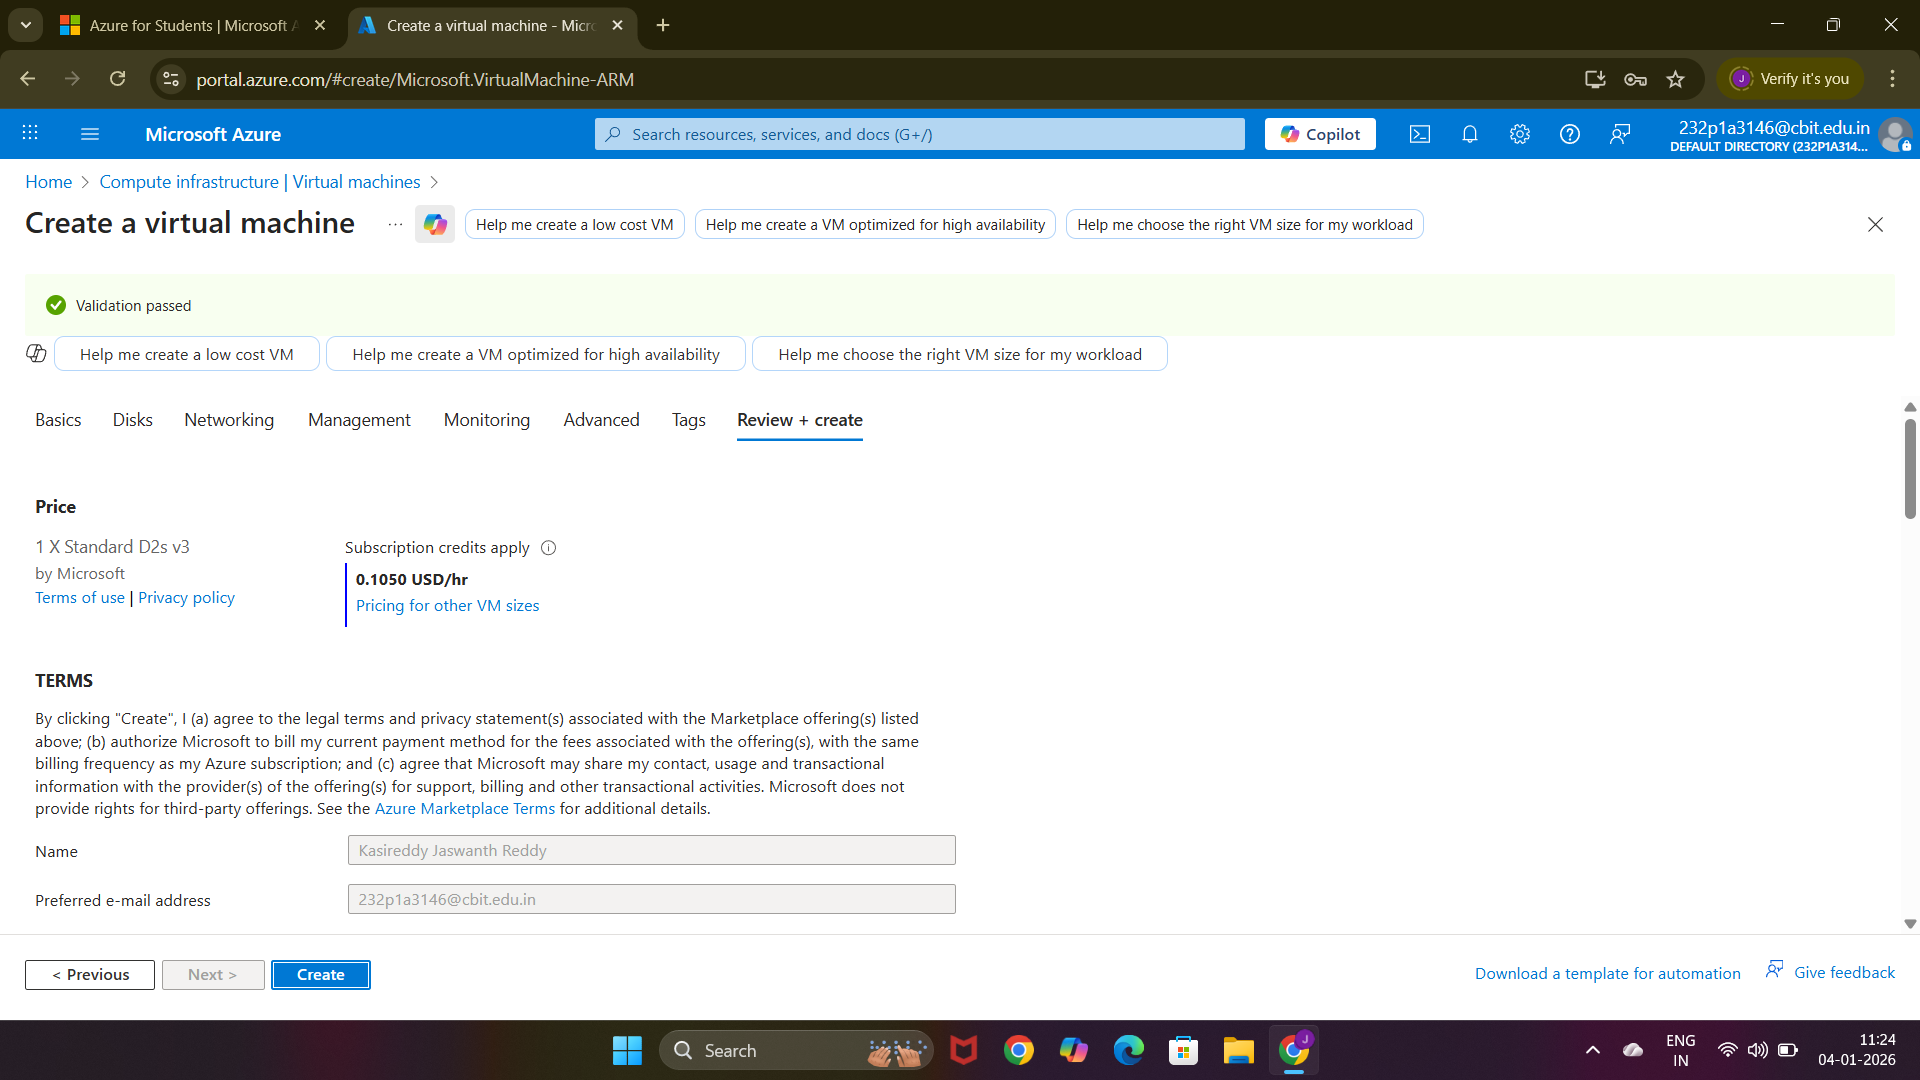 Azure for Students | Microsoft A
Create a virtual machine - Micro
portal.azure.com/#create/Microsoft.VirtualMachine-ARM
J
Verify it's you
Microsoft Azure
Search resources, services, and docs (G+/)
Copilot
232p1a3146@cbit.edu.in
DEFAULT DIRECTORY (232P1A314...
Home > Compute infrastructure | Virtual machines >
Create a virtual machine
...
Help me create a low cost VM
Help me create a VM optimized for high availability
Help me choose the right VM size for my workload
Validation passed
Help me create a low cost VM
Help me create a VM optimized for high availability
Help me choose the right VM size for my workload
Basics Disks Networking Management Monitoring Advanced Tags Review + create
Price
1 X Standard D2s v3
by Microsoft
Terms of use | Privacy policy
Subscription credits apply
0.1050 USD/hr
Pricing for other VM sizes
TERMS
By clicking "Create", I (a) agree to the legal terms and privacy statement(s) associated with the Marketplace offering(s) listed
above; (b) authorize Microsoft to bill my current payment method for the fees associated with the offering(s), with the same
billing frequency as my Azure subscription; and (c) agree that Microsoft may share my contact, usage and transactional
information with the provider(s) of the offering(s) for support, billing and other transactional activities. Microsoft does not
provide rights for third-party offerings. See the Azure Marketplace Terms for additional details.
Name
Kasireddy Jaswanth Reddy
Preferred e-mail address
232p1a3146@cbit.edu.in
< Previous
Next >
Create
Download a template for automation
Give feedback
Search
J
ENG
IN
11:24
04-01-2026